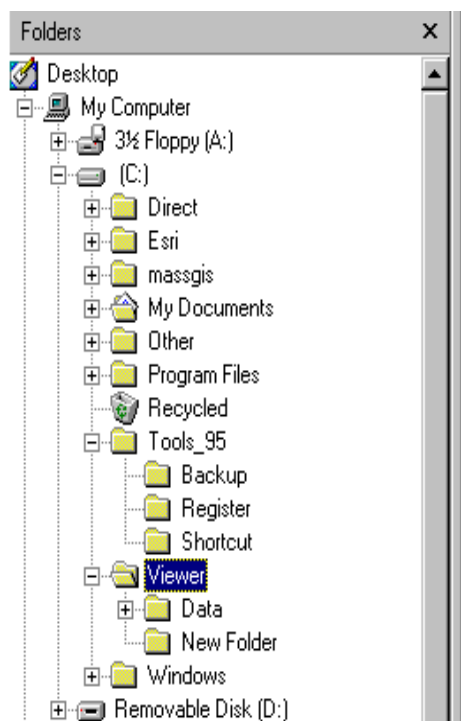 Folders
Desktop
My Computer
3½ Floppy (A:)
(C:)
Direct
Esri
massgis
My Documents
Other
Program Files
Recycled
Tools_95
Backup
Register
Shortcut
Viewer
Data
New Folder
Windows
Removable Disk (D:)